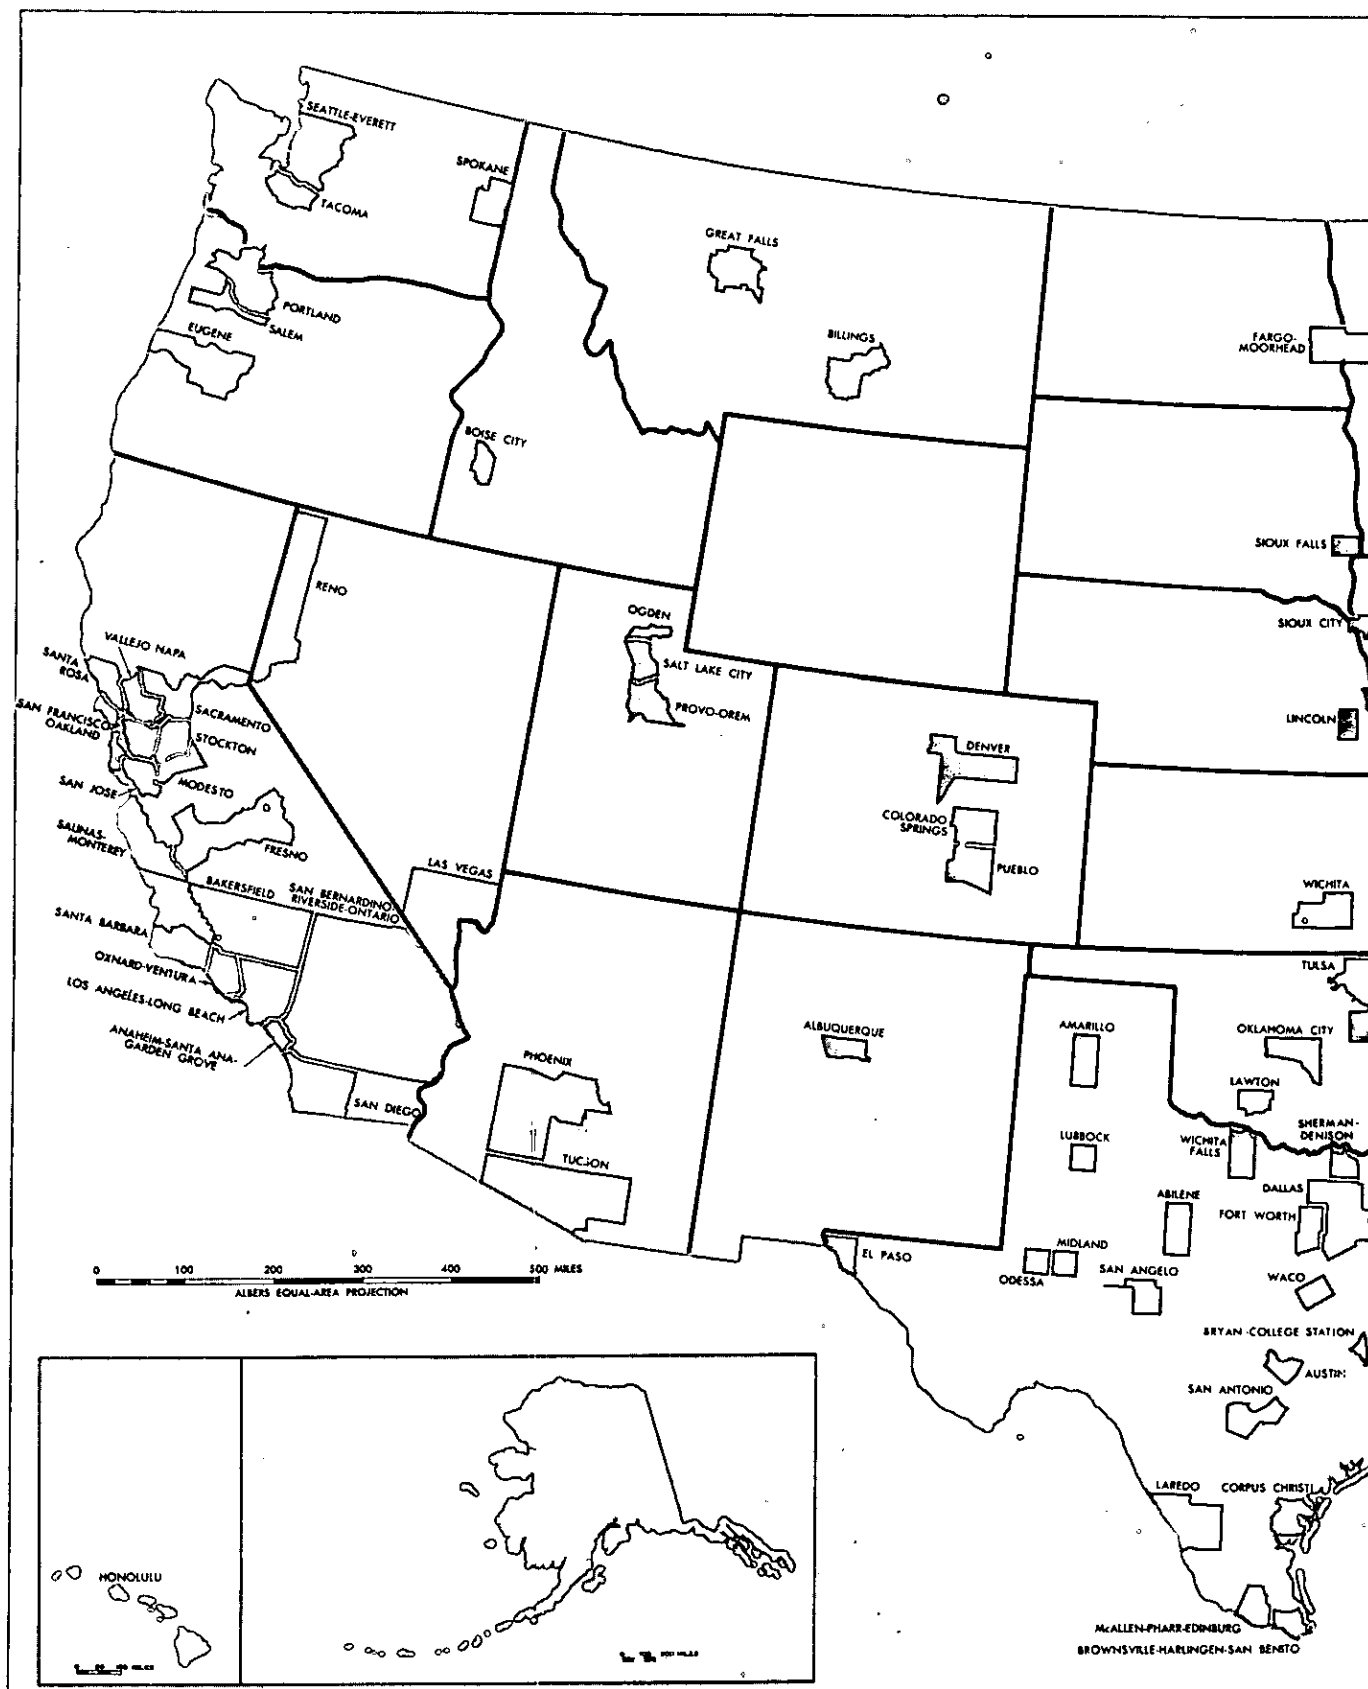 SEATTLE-EVERETT
SPOKANE
TACOMA
GREAT FALLS
PORTLAND
SALEM
EUGENE
BILLINGS
FARGO-
MOORHEAD
BOISE CITY
SIOUX FALLS
RENO
OGDEN
SIOUX CITY
VALLEJO NAPA
SANTA
ROSA
SALT LAKE CITY
SAN FRANCISCO
OAKLAND
SACRAMENTO
PROVO-OREM
LINCOLN
STOCKTON
DENVER
SAN JOSE
MODESTO
COLORADO
SPRINGS
SALINAS-
MONTEREY
FRESNO
PUEBLO
LAS VEGAS
BAKERSFIELD
SAN BERNARDINO-
RIVERSIDE-ONTARIO
WICHITA
SANTA BARBARA
OXNARD-VENTURA
TULSA
LOS ANGELES-LONG BEACH
ANAHEIM-SANTA ANA-
GARDEN GROVE
ALBUQUERQUE
AMARILLO
OKLAHOMA CITY
PHOENIX
LAWTON
SAN DIEGO
SHERMAN-
DENISON
LUBBOCK
WICHITA
FALLS
TUCSON
ABILENE
DALLAS
FORT WORTH
EL PASO
MIDLAND
ODESSA
SAN ANGELO
WACO
0 100 200 300 400 500 MILES
ALBERS EQUAL-AREA PROJECTION
BRYAN-COLLEGE STATION
AUSTIN
SAN ANTONIO
LAREDO
CORPUS CHRISTI
HONOLULU
McALLEN-PHARR-EDINBURG
BROWNSVILLE-HARLINGEN-SAN BENITO